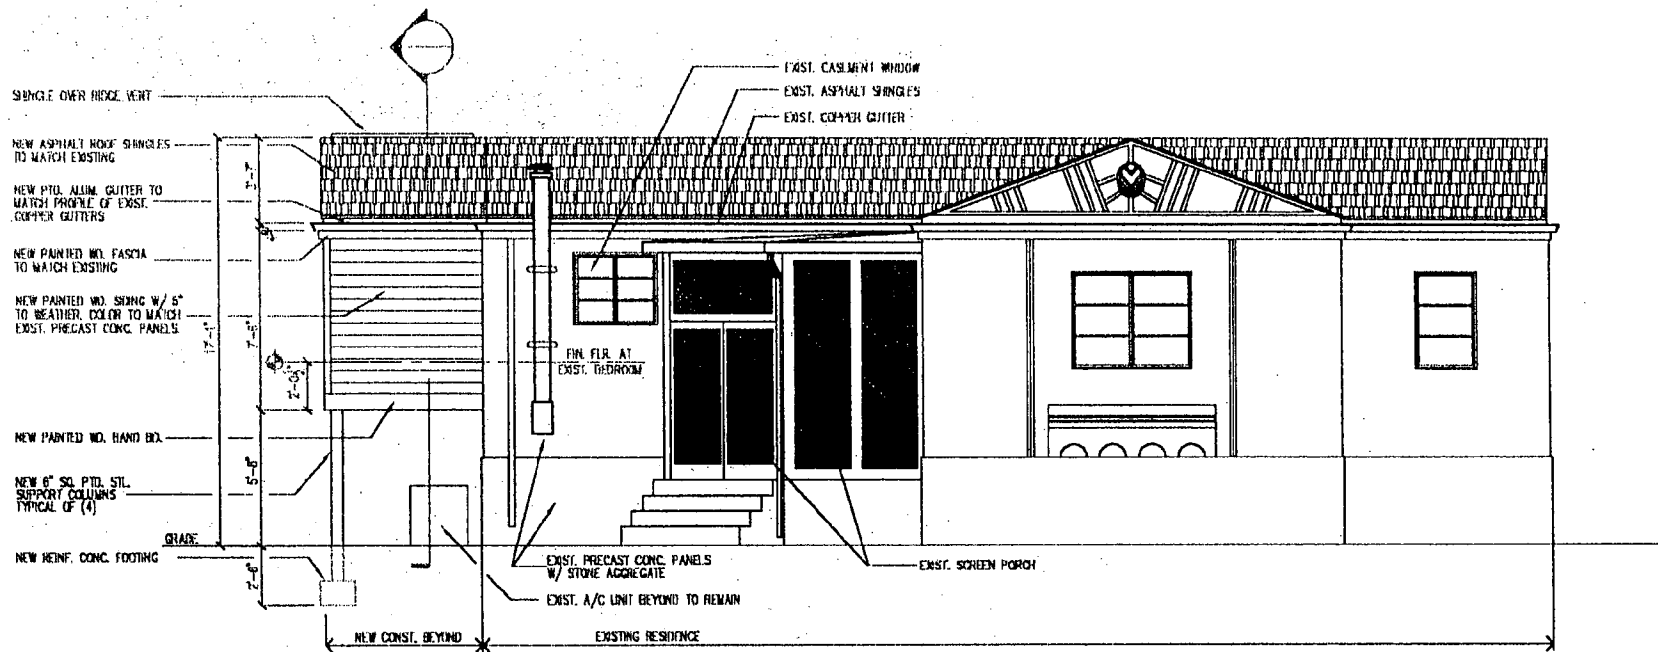 SHINGLE OVER RIDGE VENT
NEW ASPHALT ROOF SHINGLES
TO MATCH EXISTING
NEW PTD. ALUM. GUTTER TO
MATCH PROFILE OF EXIST.
COPPER GUTTERS
NEW PAINTED WD. FASCIA
TO MATCH EXISTING
NEW PAINTED WD. SIDING W/ 5"
TO WEATHER. COLOR TO MATCH
EXIST. PRECAST CONC. PANELS
NEW PAINTED WD. BAND BD.
NEW 6" SQ. PTD. STL.
SUPPORT COLUMNS
TYPICAL OF (4)
GRADE
NEW REINF. CONC. FOOTING
5'-8"
2'-6"
EXIST. CASEMENT WINDOW
EXIST. ASPHALT SHINGLES
EXIST. COPPER GUTTER
FIN. FLR. AT
EXIST. BEDROOM
EXIST. PRECAST CONC. PANELS
W/ STONE AGGREGATE
EXIST. A/C UNIT BEYOND TO REMAIN
EXIST. SCREEN PORCH
NEW CONST. BEYOND
EXISTING RESIDENCE